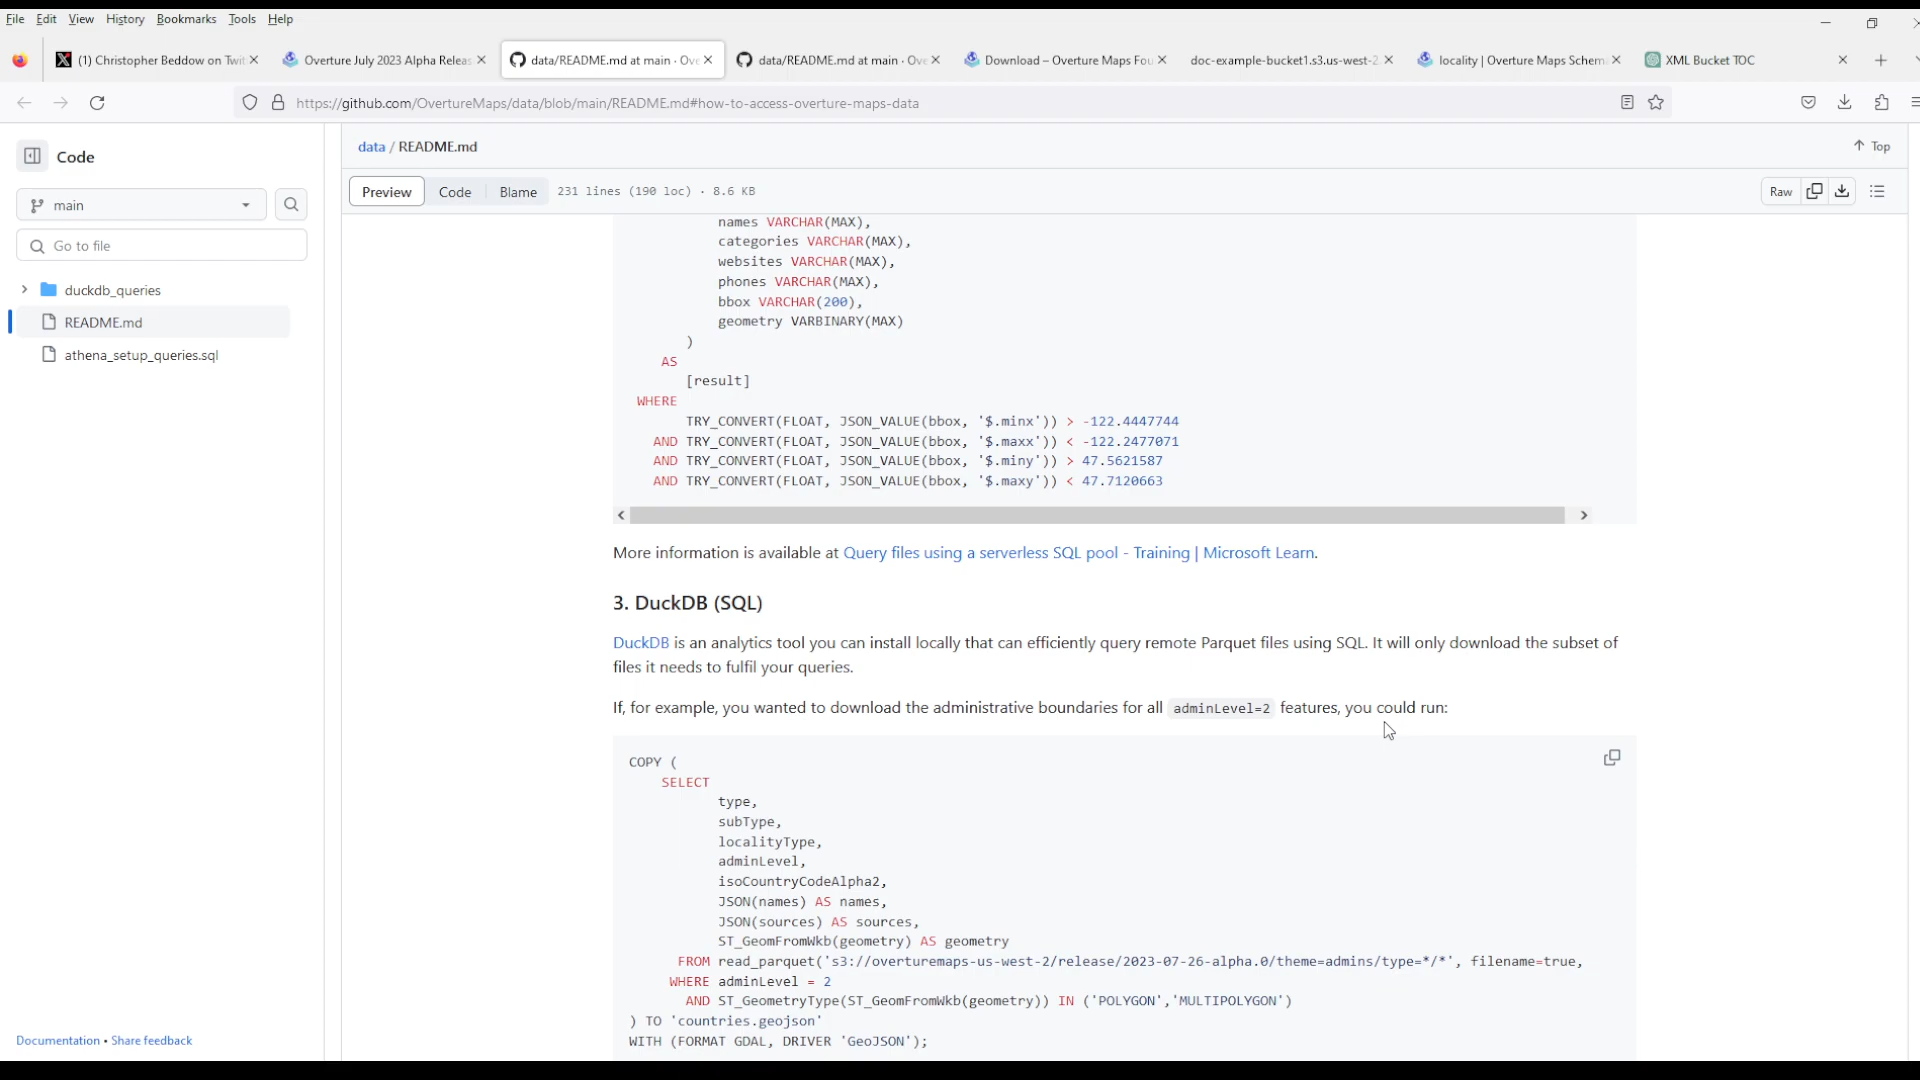 File Edit View History Bookmarks Tools Help
(1) Christopher Beddow on Twit
Overture July 2023 Alpha Releas
data/README.md at main · Ove
data/README.md at main · Ove
Download – Overture Maps Fou
doc-example-bucket1.s3.us-west-2
locality | Overture Maps Schem
XML Bucket TOC
https://github.com/OvertureMaps/data/blob/main/README.md#how-to-access-overture-maps-data
Code
main
Go to file
duckdb_queries
README.md
athena_setup_queries.sql
Documentation • Share feedback
data / README.md
Top
Preview Code Blame 231 lines (190 loc) · 8.6 KB
Raw
names VARCHAR(MAX),
categories VARCHAR(MAX),
websites VARCHAR(MAX),
phones VARCHAR(MAX),
bbox VARCHAR(200),
geometry VARBINARY(MAX)
)
AS
[result]
WHERE
TRY_CONVERT(FLOAT, JSON_VALUE(bbox, '$.minx')) > -122.4447744
AND TRY_CONVERT(FLOAT, JSON_VALUE(bbox, '$.maxx')) < -122.2477071
AND TRY_CONVERT(FLOAT, JSON_VALUE(bbox, '$.miny')) > 47.5621587
AND TRY_CONVERT(FLOAT, JSON_VALUE(bbox, '$.maxy')) < 47.7120663
More information is available at Query files using a serverless SQL pool - Training | Microsoft Learn.
3. DuckDB (SQL)
DuckDB is an analytics tool you can install locally that can efficiently query remote Parquet files using SQL. It will only download the subset of
files it needs to fulfil your queries.
If, for example, you wanted to download the administrative boundaries for all adminLevel=2 features, you could run:
COPY (
SELECT
type,
subType,
localityType,
adminLevel,
isoCountryCodeAlpha2,
JSON(names) AS names,
JSON(sources) AS sources,
ST_GeomFromWkb(geometry) AS geometry
FROM read_parquet('s3://overturemaps-us-west-2/release/2023-07-26-alpha.0/theme=admins/type=*/*', filename=true,
WHERE adminLevel = 2
AND ST_GeometryType(ST_GeomFromWkb(geometry)) IN ('POLYGON','MULTIPOLYGON')
) TO 'countries.geojson'
WITH (FORMAT GDAL, DRIVER 'GeoJSON');